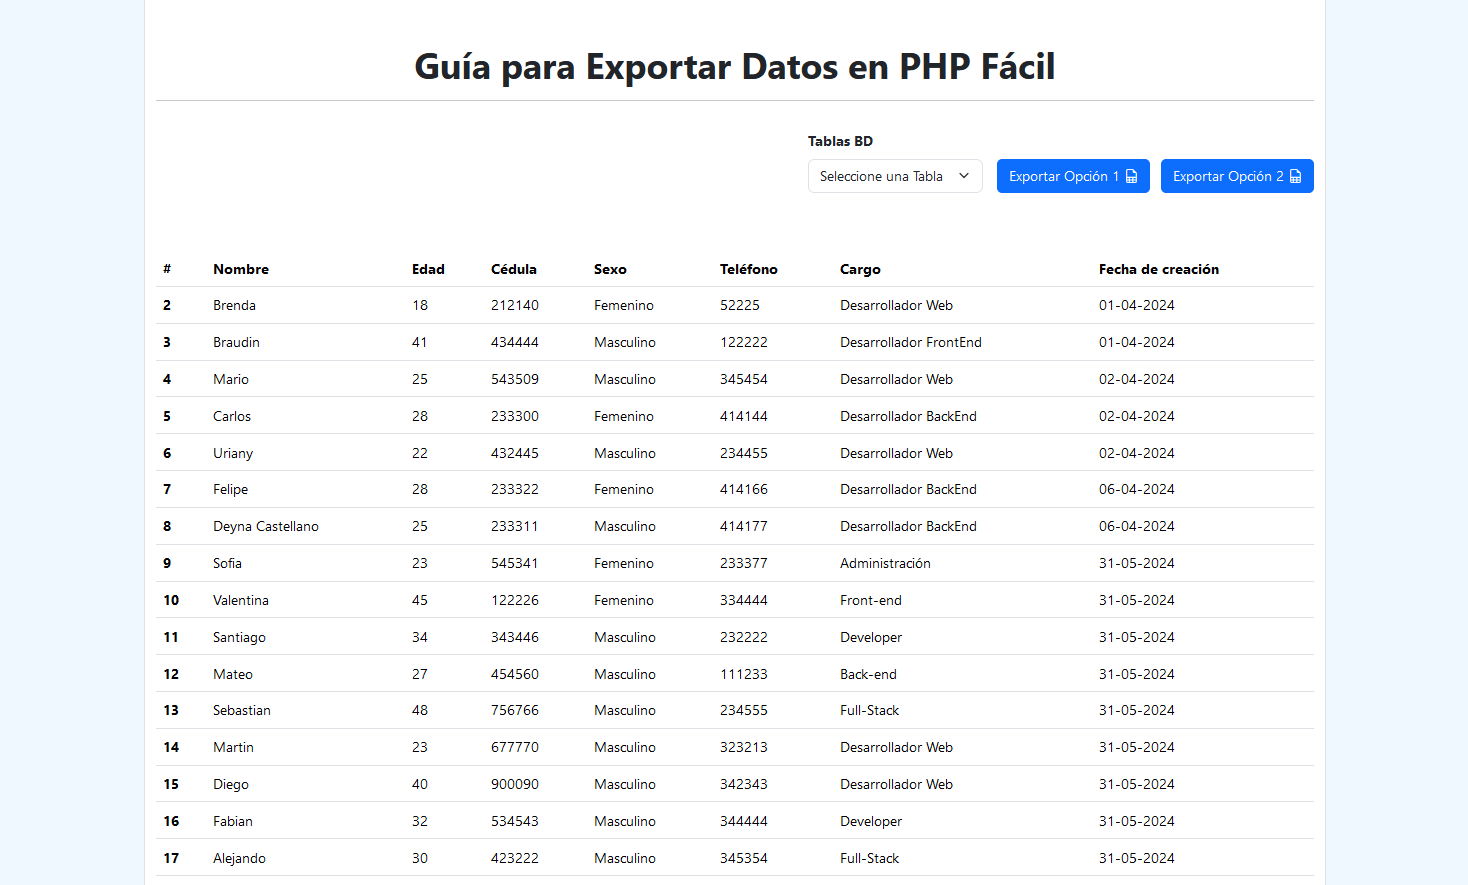 Guía para Exportar Datos en PHP Fácil
Tablas BD
Seleccione una Tabla Exportar Opción 1 Exportar Opción 2
# Nombre Edad Cédula Sexo Teléfono Cargo Fecha de creación
2 Brenda 18 212140 Femenino 52225 Desarrollador Web 01-04-2024
3 Braudin 41 434444 Masculino 122222 Desarrollador FrontEnd 01-04-2024
4 Mario 25 543509 Masculino 345454 Desarrollador Web 02-04-2024
5 Carlos 28 233300 Femenino 414144 Desarrollador BackEnd 02-04-2024
6 Uriany 22 432445 Masculino 234455 Desarrollador Web 02-04-2024
7 Felipe 28 233322 Femenino 414166 Desarrollador BackEnd 06-04-2024
8 Deyna Castellano 25 233311 Masculino 414177 Desarrollador BackEnd 06-04-2024
9 Sofia 23 545341 Femenino 233377 Administración 31-05-2024
10 Valentina 45 122226 Femenino 334444 Front-end 31-05-2024
11 Santiago 34 343446 Masculino 232222 Developer 31-05-2024
12 Mateo 27 454560 Masculino 111233 Back-end 31-05-2024
13 Sebastian 48 756766 Masculino 234555 Full-Stack 31-05-2024
14 Martin 23 677770 Masculino 323213 Desarrollador Web 31-05-2024
15 Diego 40 900090 Masculino 342343 Desarrollador Web 31-05-2024
16 Fabian 32 534543 Masculino 344444 Developer 31-05-2024
17 Alejando 30 423222 Masculino 345354 Full-Stack 31-05-2024